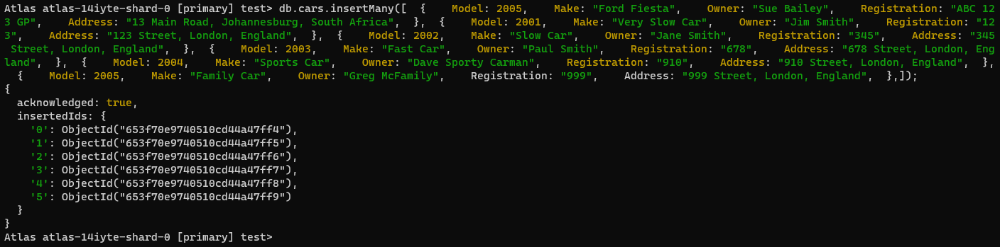 Atlas atlas-14iyte-shard-0 [primary] test> db.cars.insertMany([  {    Model: 2005,    Make: "Ford Fiesta",    Owner: "Sue Bailey",    Registration: "ABC 12
3 GP",    Address: "13 Main Road, Johannesburg, South Africa",  },  {    Model: 2001,    Make: "Very Slow Car",    Owner: "Jim Smith",    Registration: "12
3",    Address: "123 Street, London, England",  },  {    Model: 2002,    Make: "Slow Car",    Owner: "Jane Smith",    Registration: "345",    Address: "345
 Street, London, England",  },  {    Model: 2003,    Make: "Fast Car",    Owner: "Paul Smith",    Registration: "678",    Address: "678 Street, London, Eng
land",  },  {    Model: 2004,    Make: "Sports Car",    Owner: "Dave Sporty Carman",    Registration: "910",    Address: "910 Street, London, England",  },
  {    Model: 2005,    Make: "Family Car",    Owner: "Greg McFamily",    Registration: "999",    Address: "999 Street, London, England",  },]);
{
  acknowledged: true,
  insertedIds: {
    '0': ObjectId("653f70e9740510cd44a47ff4"),
    '1': ObjectId("653f70e9740510cd44a47ff5"),
    '2': ObjectId("653f70e9740510cd44a47ff6"),
    '3': ObjectId("653f70e9740510cd44a47ff7"),
    '4': ObjectId("653f70e9740510cd44a47ff8"),
    '5': ObjectId("653f70e9740510cd44a47ff9")
  }
}
Atlas atlas-14iyte-shard-0 [primary] test>